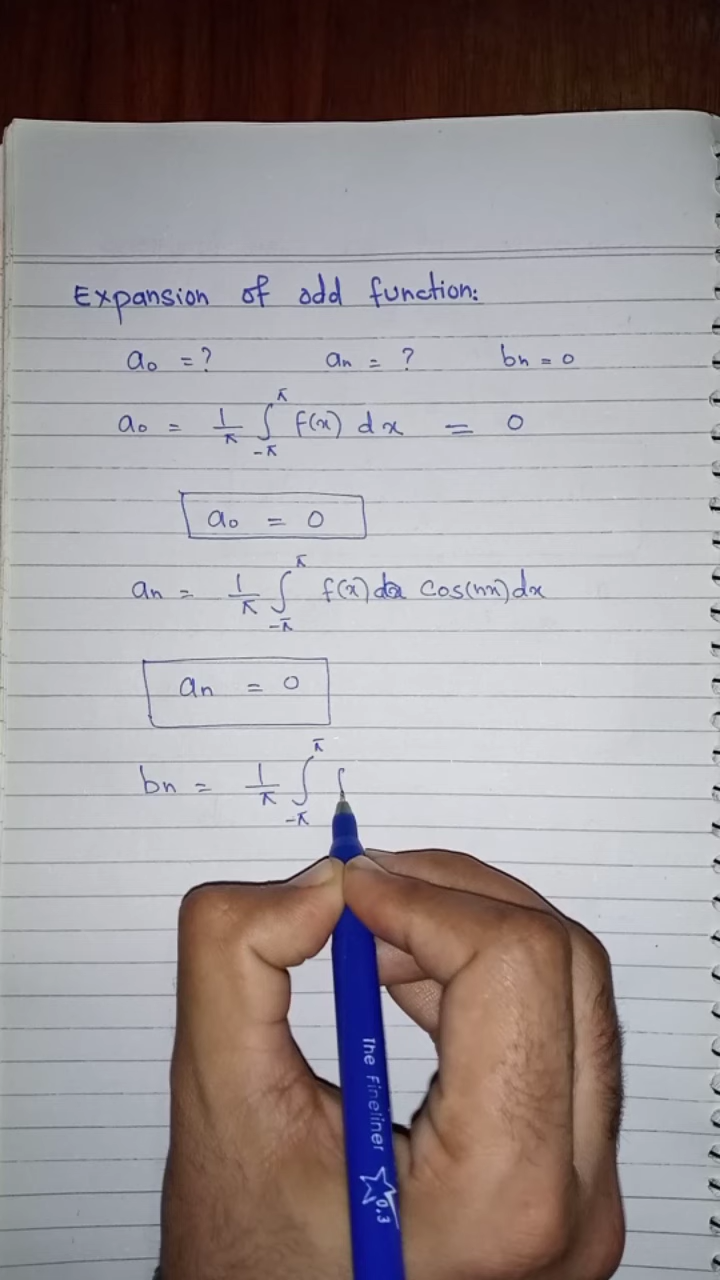 Expansion of odd function:
a₀ = ? aₙ = ? bₙ = 0
a₀ = 1/π ∫_{-π}^{π} f(x) dx = 0
a₀ = 0
aₙ = 1/π ∫_{-π}^{π} f(x) dx cos(nx) dx
aₙ = 0
bₙ = 1/π ∫_{-π}^{π} ſ
The Fineliner 0.3